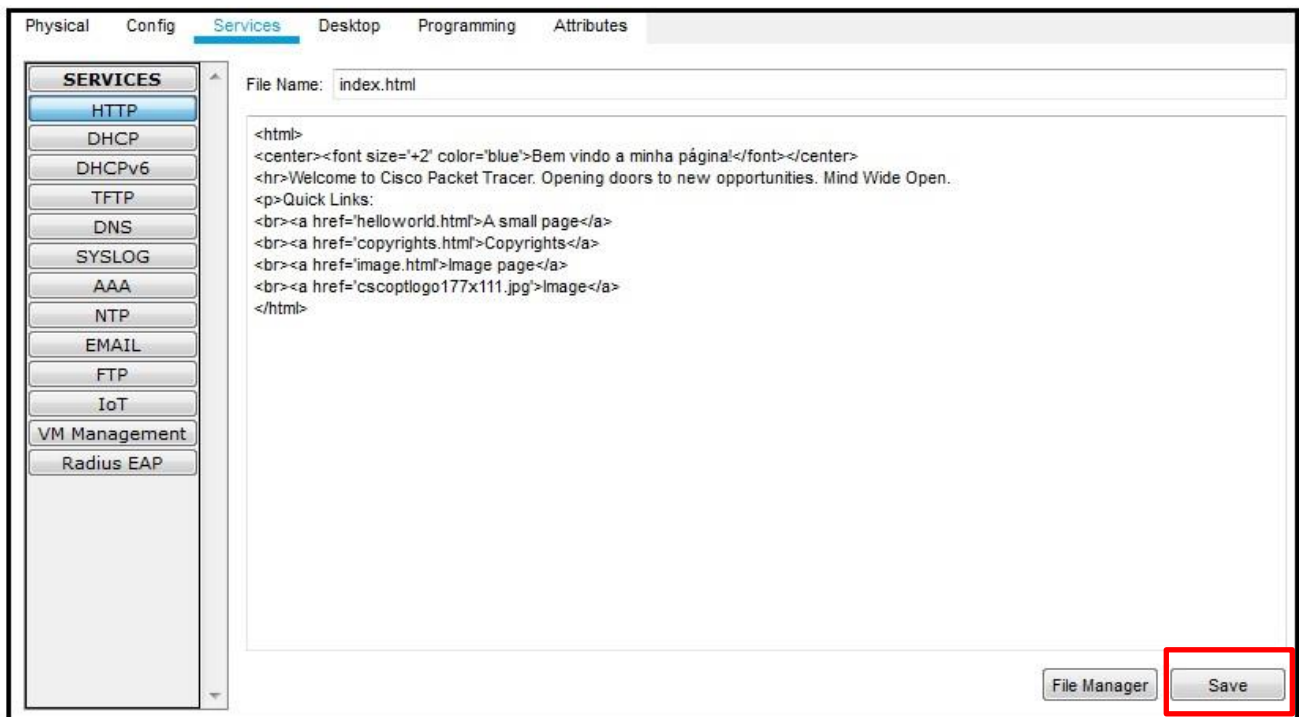 Physical Config Services Desktop Programming Attributes
SERVICES
HTTP
DHCP
DHCPv6
TFTP
DNS
SYSLOG
AAA
NTP
EMAIL
FTP
IoT
VM Management
Radius EAP
File Name: index.html
<html>
<center><font size='+2' color='blue'>Bem vindo a minha página!</font></center>
<hr>Welcome to Cisco Packet Tracer. Opening doors to new opportunities. Mind Wide Open.
<p>Quick Links:
<br><a href='helloworld.html'>A small page</a>
<br><a href='copyrights.html'>Copyrights</a>
<br><a href='image.html'>Image page</a>
<br><a href='cscoptlogo177x111.jpg'>Image</a>
</html>
File Manager Save